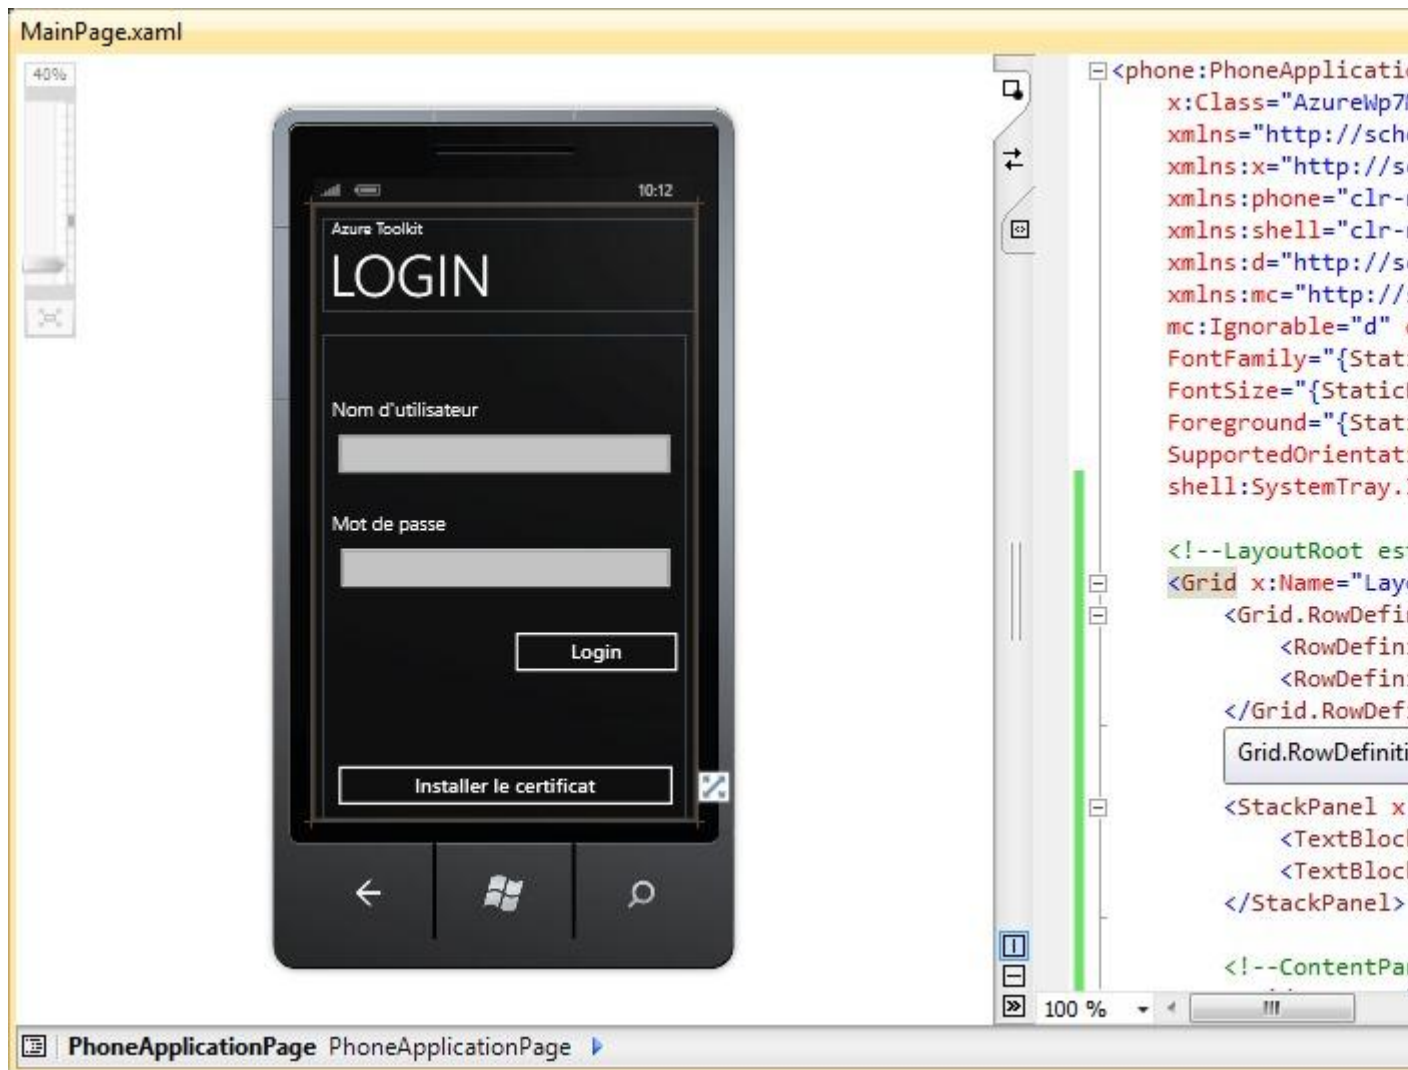 MainPage.xaml
40%
10:12
Azure Toolkit
LOGIN
Nom d'utilisateur
Mot de passe
Login
Installer le certificat
<phone:PhoneApplicati
x:Class="AzureWp7
xmlns="http://sch
xmlns:x="http://s
xmlns:phone="clr-
xmlns:shell="clr-
xmlns:d="http://s
xmlns:mc="http://
mc:Ignorable="d"
FontFamily="{Stat
FontSize="{Static
Foreground="{Stat
SupportedOrientat
shell:SystemTray.
<!--LayoutRoot es
<Grid x:Name="Lay
<Grid.RowDefi
<RowDefin
<RowDefin
</Grid.RowDef
Grid.RowDefiniti
<StackPanel x
<TextBloc
<TextBloc
</StackPanel>
<!--ContentPa
100 %
PhoneApplicationPage PhoneApplicationPage